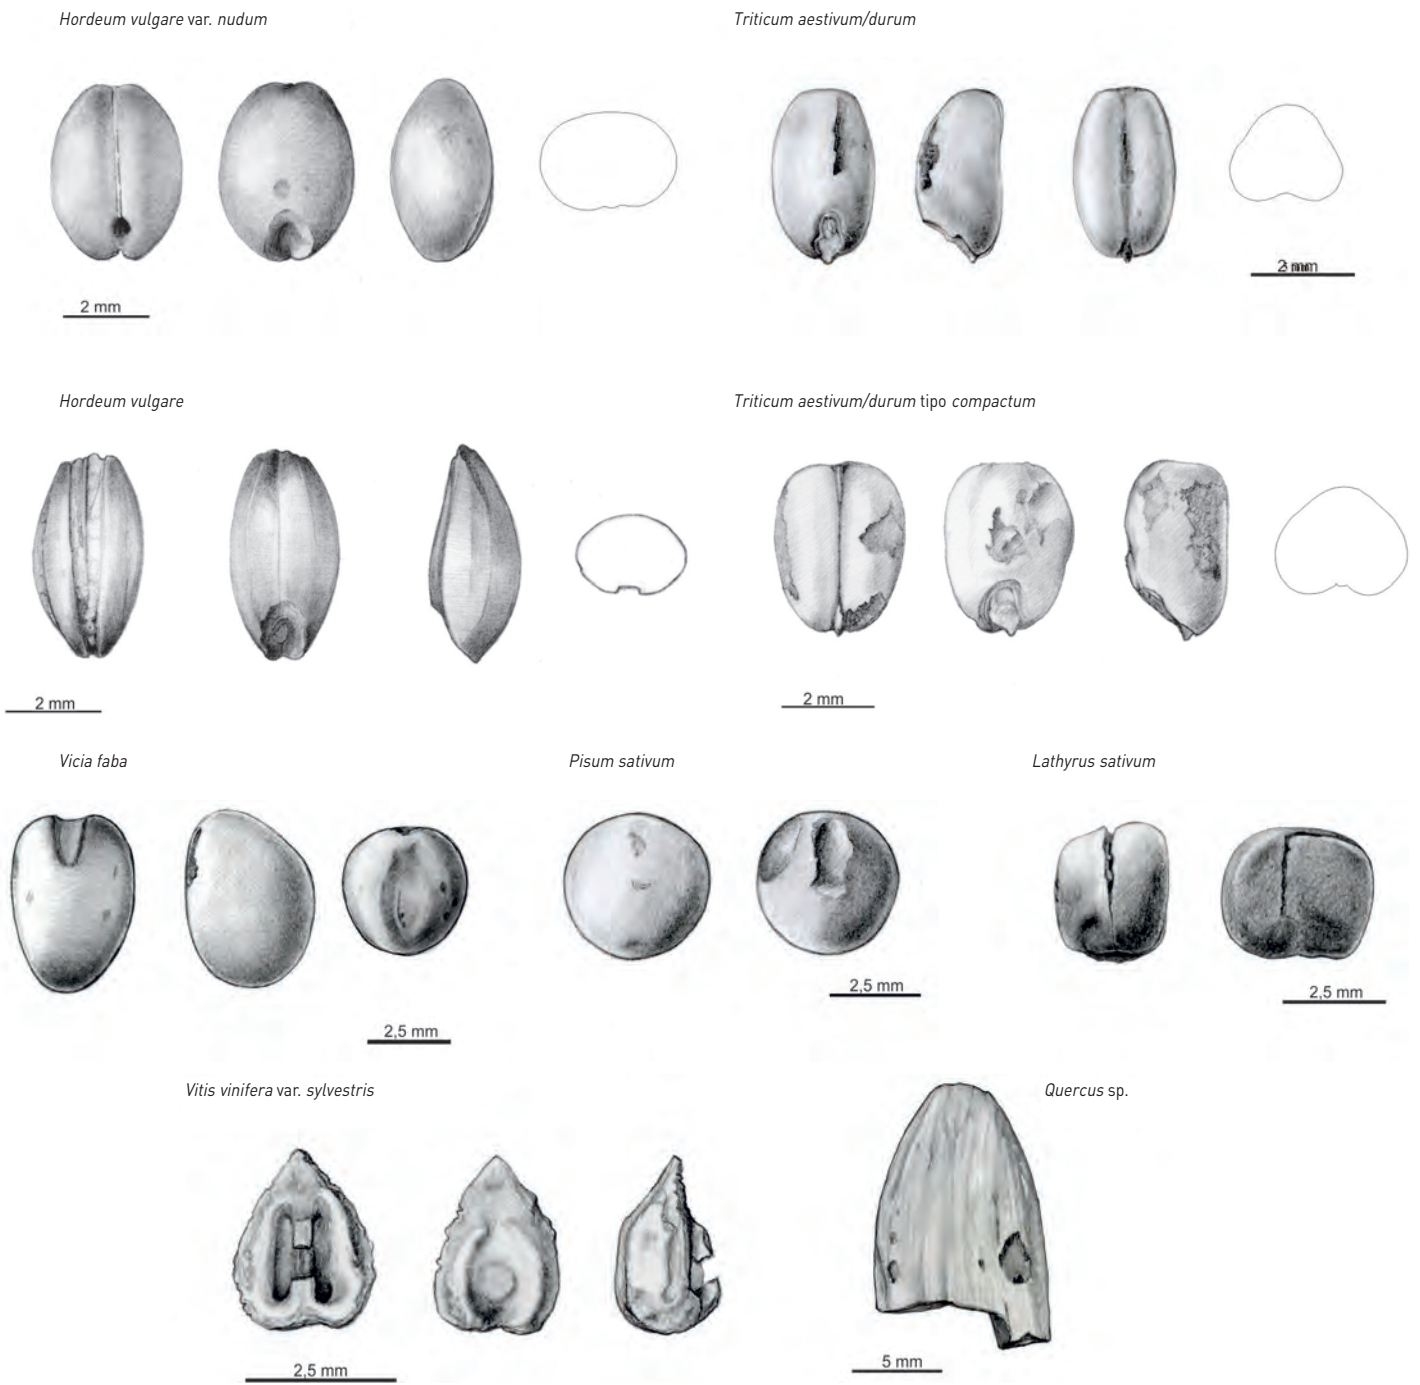 Hordeum vulgare var. nudum
Triticum aestivum/durum
2 mm
mm
Hordeum vulgare
Triticum aestivum/durum tipo compactum
2 mm
2 mm
Vicia faba
Pisum sativum
Lathyrus sativum
2,5 mm
2,5 mm
2,5 mm
Vitis vinifera var. sylvestris
Quercus sp.
2,5 mm
5 mm